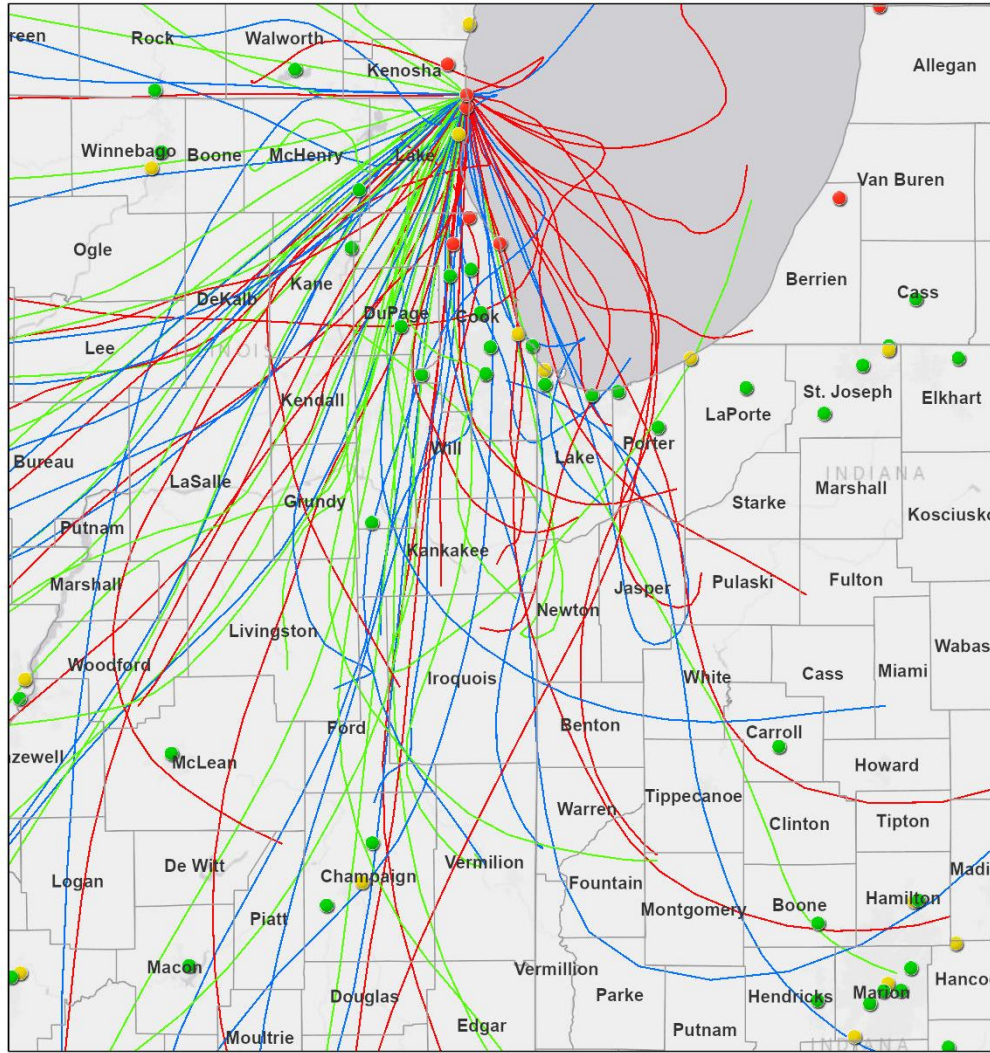 reen
Rock
Walworth
Kenosha
Allegan
Winnebago
Boone
McHenry
Lake
Van Buren
Ogle
Kane
Berrien
Cass
DeKalb
DuPage
Cook
Lee
Kendall
LaPorte
St. Joseph
Elkhart
Bureau
Will
Lake
Porter
INDIANA
LaSalle
Grundy
Starke
Marshall
Kosciusko
Putnam
Kankakee
Marshall
Jasper
Pulaski
Fulton
Newton
Livingston
Wabas
Woodford
Iroquois
White
Cass
Miami
Ford
Benton
Carroll
azewell
McLean
Howard
Warren
Tippecanoe
Clinton
Tipton
De Witt
Vermilion
Logan
Champaign
Fountain
Madi
Piatt
Montgomery
Boone
Hamilton
Macon
Vermillion
Hanco
Douglas
Parke
Hendricks
Marion
Moultrie
Edgar
Putnam
INDIANA